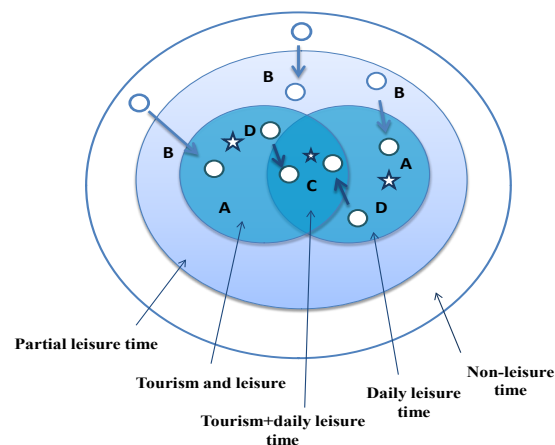 B
B
D
B
A
C
A
D
Partial leisure time
Tourism and leisure
Tourism+daily leisure
time
Daily leisure
time
Non-leisure
time